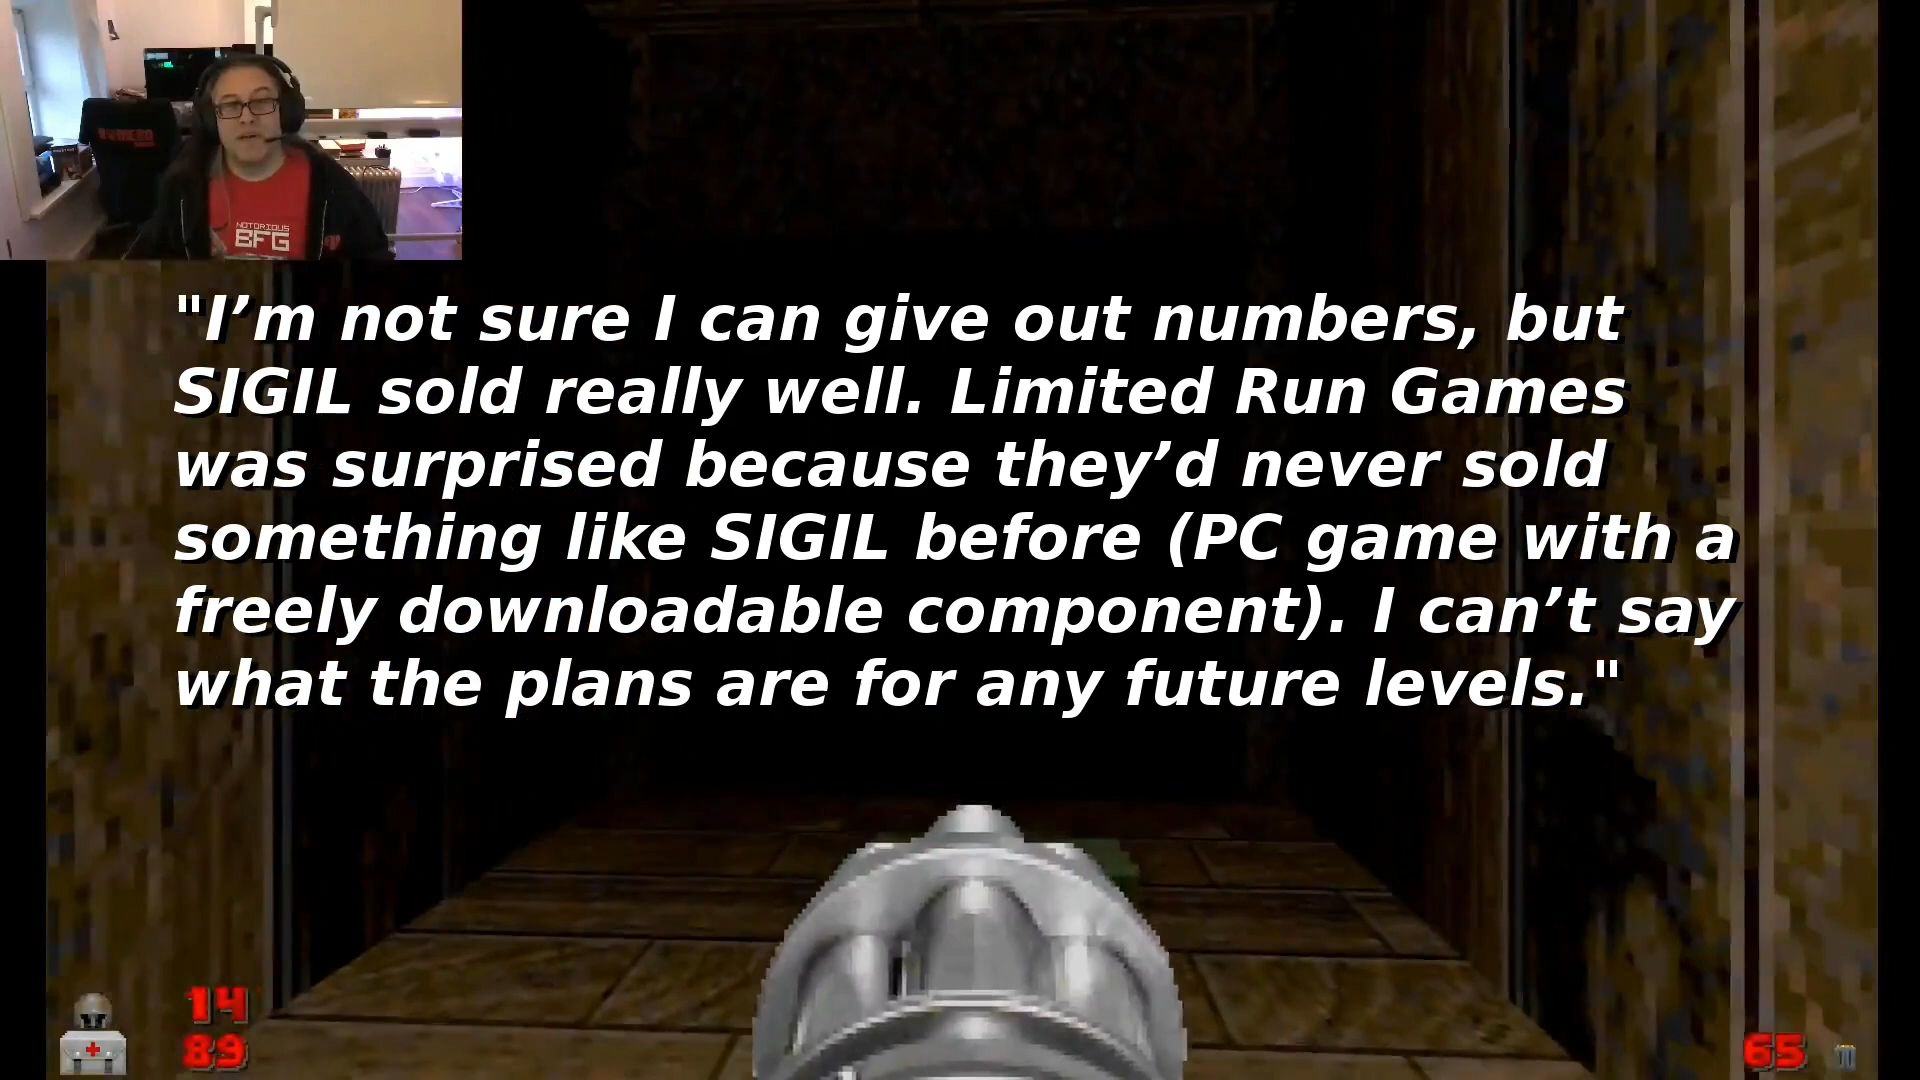 NOTORIOUS
BFG
"I’m not sure I can give out numbers, but
SIGIL sold really well. Limited Run Games
was surprised because they’d never sold
something like SIGIL before (PC game with a
freely downloadable component). I can’t say
what the plans are for any future levels."
14
89
65